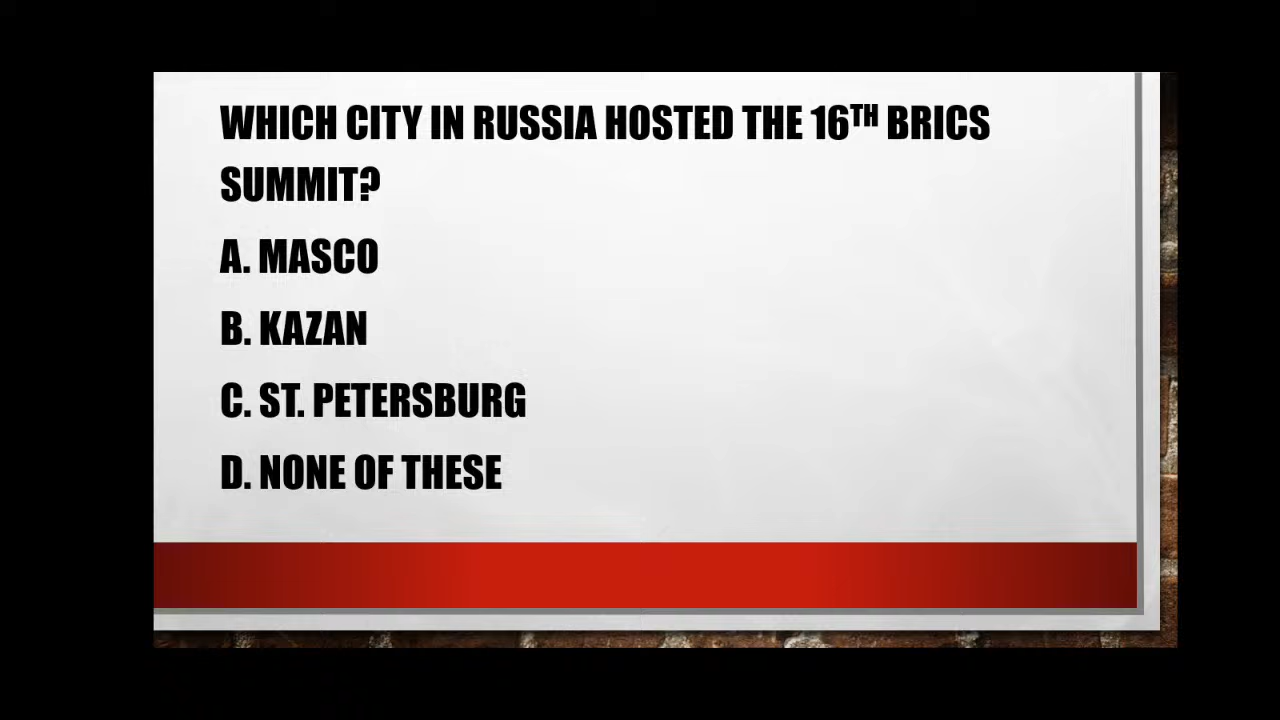 WHICH CITY IN RUSSIA HOSTED THE 16TH BRICS
SUMMIT?
A. MASCO
B. KAZAN
C. ST. PETERSBURG
D. NONE OF THESE